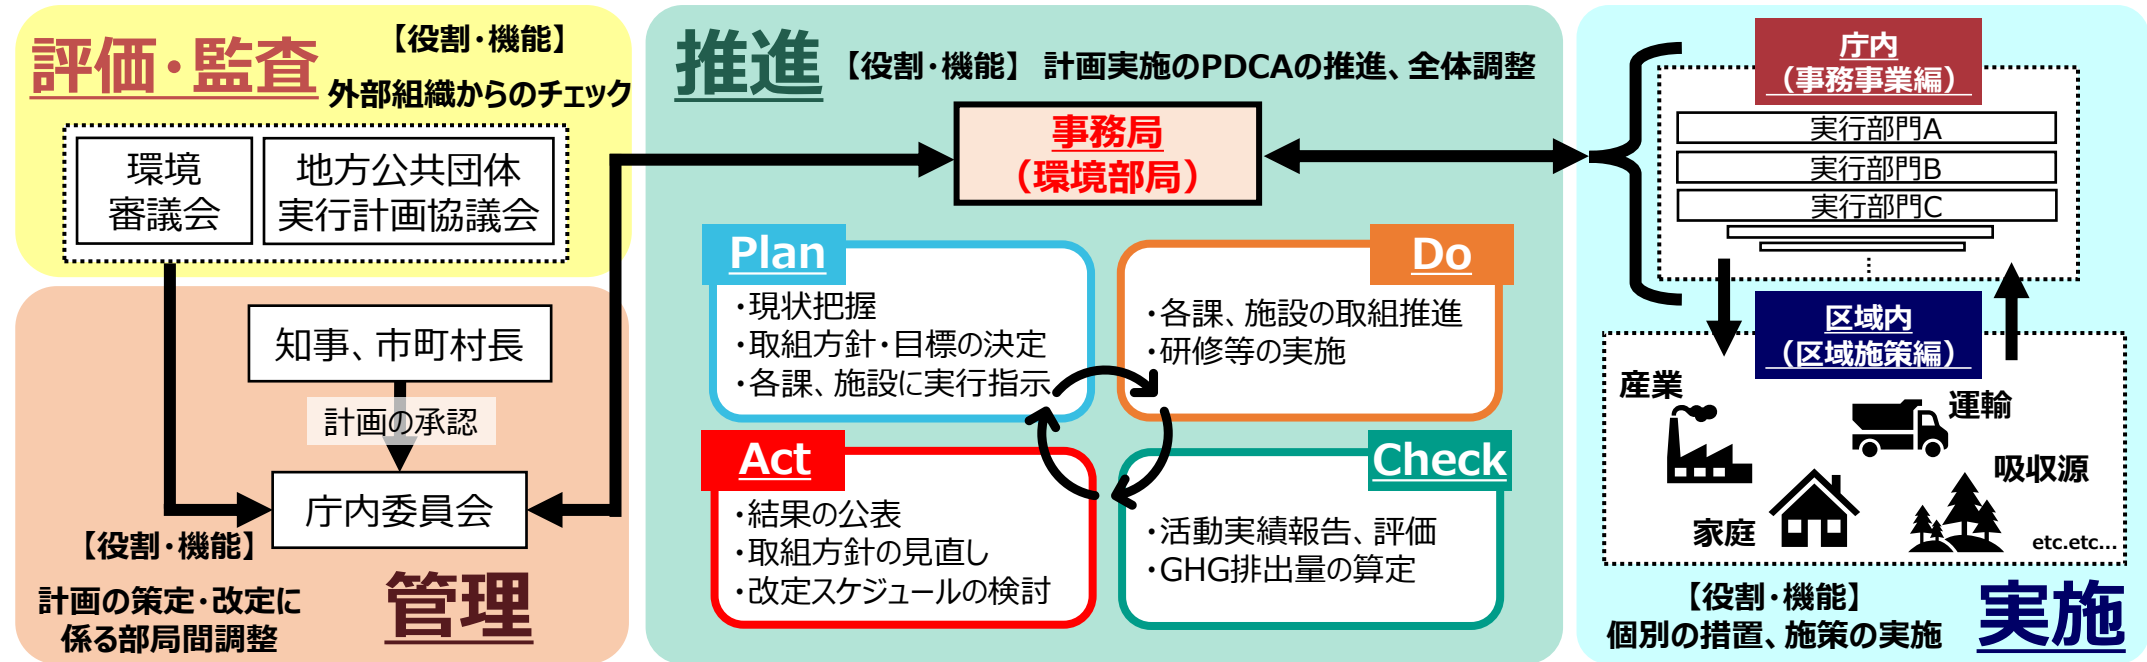 評価・監査
【役割・機能】
外部組織からのチェック
環境
審議会
地方公共団体
実行計画協議会
知事、市町村長
計画の承認
庁内委員会
【役割・機能】
計画の策定・改定に
係る部局間調整
管理
推進
【役割・機能】 計画実施のPDCAの推進、全体調整
事務局
（環境部局）
Plan
・現状把握
・取組方針・目標の決定
・各課、施設に実行指示
Do
・各課、施設の取組推進
・研修等の実施
Act
・結果の公表
・取組方針の見直し
・改定スケジュールの検討
Check
・活動実績報告、評価
・GHG排出量の算定
庁内
（事務事業編）
実行部門A
実行部門B
実行部門C
区域内
（区域施策編）
産業
運輸
吸収源
家庭
etc.etc...
【役割・機能】
個別の措置、施策の実施
実施